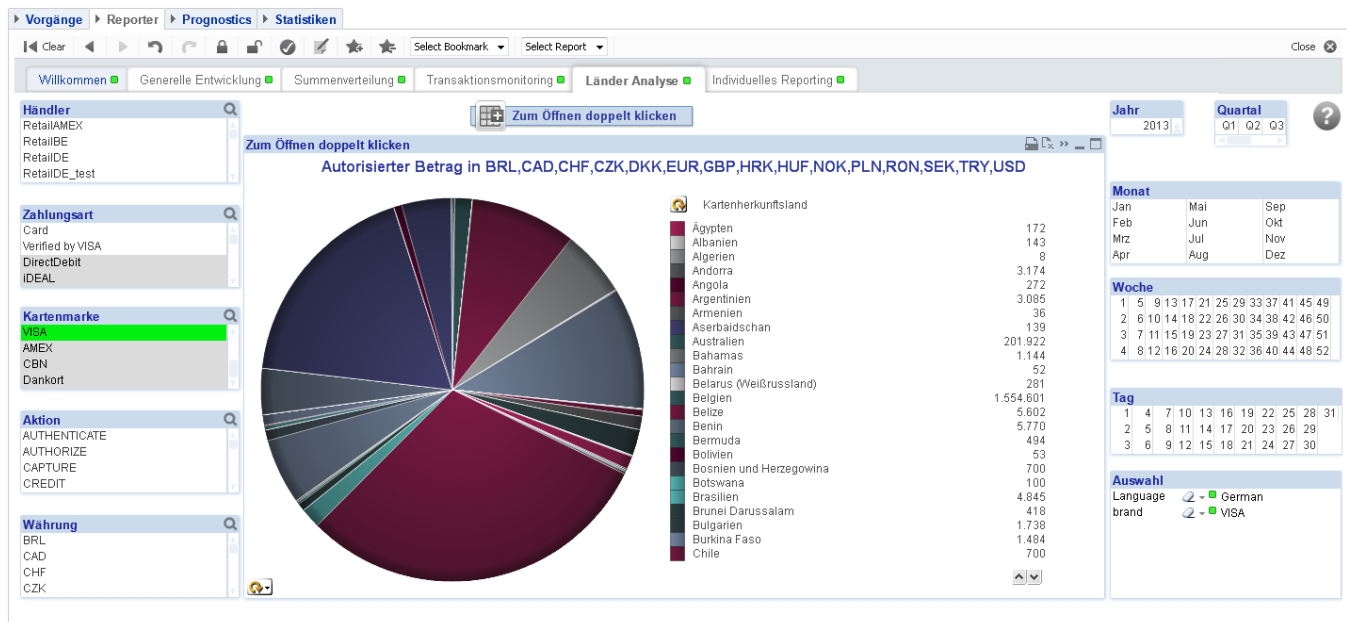 Vorgänge Reporter Prognostics Statistiken
Clear Select Bookmark Select Report Close
Willkommen Generelle Entwicklung Summenverteilung Transaktionsmonitoring Länder Analyse Individuelles Reporting
Händler
RetailAMEX
RetailBE
RetailDE
RetailDE_test
Zahlungsart
Card
Verified by VISA
DirectDebit
iDEAL
Kartenmarke
VISA
AMEX
CBN
Dankort
Aktion
AUTHENTICATE
AUTHORIZE
CAPTURE
CREDIT
Währung
BRL
CAD
CHF
CZK
Zum Öffnen doppelt klicken
Zum Öffnen doppelt klicken
Autorisierter Betrag in BRL,CAD,CHF,CZK,DKK,EUR,GBP,HRK,HUF,NOK,PLN,RON,SEK,TRY,USD
Kartenherkunftsland
Ägypten 172
Albanien 143
Algerien 8
Andorra 3.174
Angola 272
Argentinien 3.085
Armenien 36
Aserbaidschan 139
Australien 201.922
Bahamas 1.144
Bahrain 52
Belarus (Weißrussland) 281
Belgien 1.554.601
Belize 5.602
Benin 5.770
Bermuda 494
Bolivien 53
Bosnien und Herzegowina 700
Botswana 100
Brasilien 4.845
Brunei Darussalam 418
Bulgarien 1.738
Burkina Faso 1.484
Chile 700
Jahr
2013
Quartal
Q1 Q2 Q3
?
Monat
Jan Mai Sep
Feb Jun Okt
Mrz Jul Nov
Apr Aug Dez
Woche
1 5 9 13 17 21 25 29 33 37 41 45 49
2 6 10 14 18 22 26 30 34 38 42 46 50
3 7 11 15 19 23 27 31 35 39 43 47 51
4 8 12 16 20 24 28 32 36 40 44 48 52
Tag
1 4 7 10 13 16 19 22 25 28 31
2 5 8 11 14 17 20 23 26 29
3 6 9 12 15 18 21 24 27 30
Auswahl
Language German
brand VISA